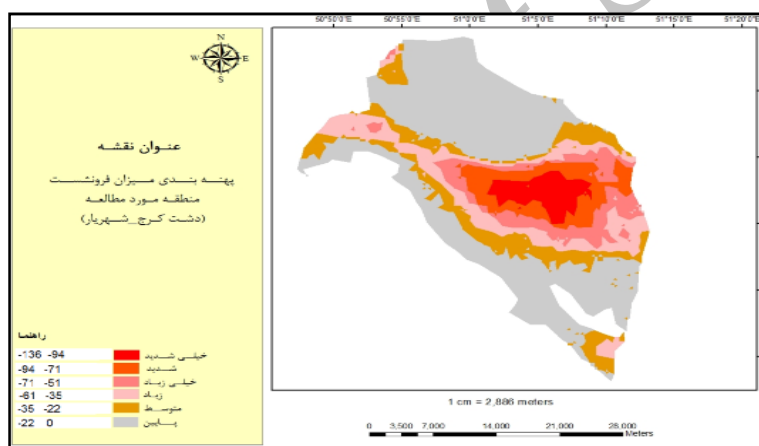 50°50'0"E 50°55'0"E 51°0'0"E 51°5'0"E 51°10'0"E 51°15'0"E 51°20'0"E
N
W E
S
عنوان نقشه
پهنه بندی میزان فرونشست
منطقه مورد مطالعه
(دشت کرج_شهریار)
راهنما
-136 -94 خیلی شدید
-94 -71 شدید
-71 -51 خیلی زیاد
-61 -35 زیاد
-35 -22 متوسط
-22 0 پایین
1 cm = 2,886 meters
0 3,500 7,000 14,000 21,000 28,000
Meters